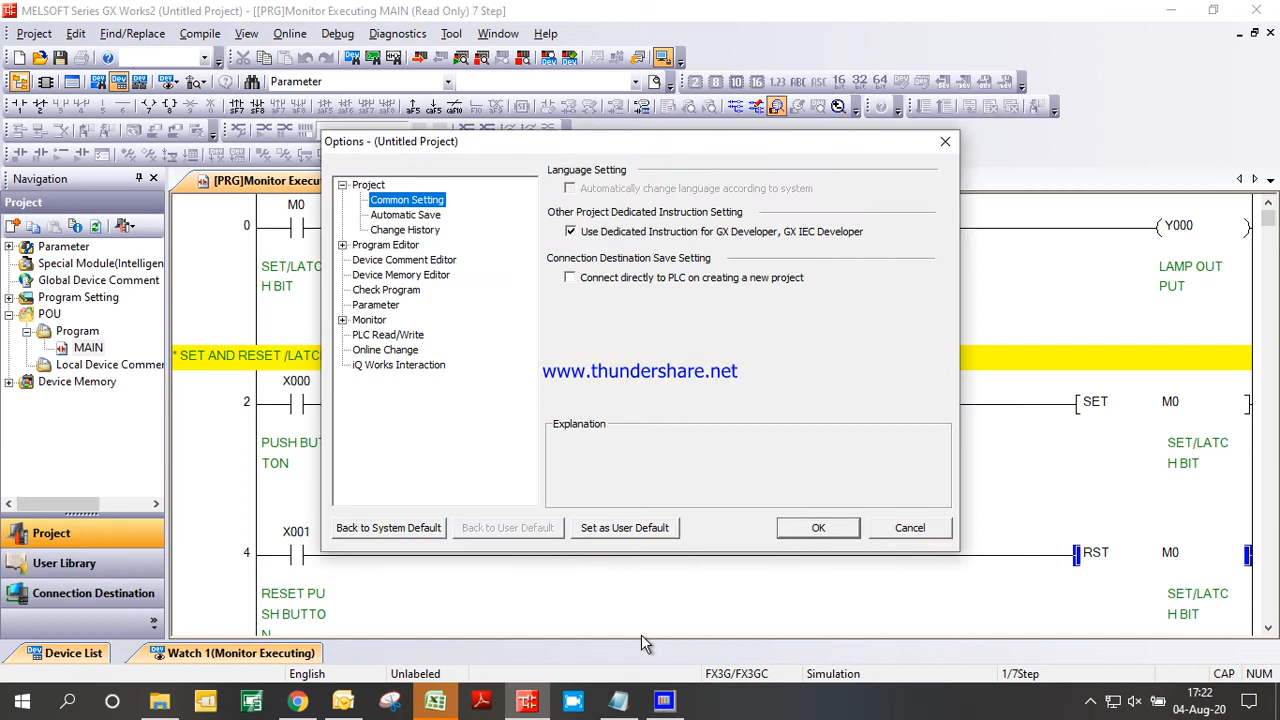 MELSOFT Series GX Works2 (Untitled Project) - [[PRG]Monitor Executing MAIN (Read Only) 7 Step]
Project Edit Find/Replace Compile View Online Debug Diagnostics Tool Window Help
Parameter
Navigation
[PRG]Monitor Execu
Project
Parameter
Special Module(Intelligen
Global Device Comment
Program Setting
POU
Program
MAIN
Local Device Commer
Device Memory
Project
User Library
Connection Destination
Options - (Untitled Project)
Project
Common Setting
Automatic Save
Change History
Program Editor
Device Comment Editor
Device Memory Editor
Check Program
Parameter
Monitor
PLC Read/Write
Online Change
iQ Works Interaction
Language Setting
Automatically change language according to system
Other Project Dedicated Instruction Setting
Use Dedicated Instruction for GX Developer, GX IEC Developer
Connection Destination Save Setting
Connect directly to PLC on creating a new project
www.thundershare.net
Explanation
Back to System Default Back to User Default Set as User Default OK Cancel
M0
0 Y000
SET/LATC LAMP OUT
H BIT PUT
* SET AND RESET /LATC
X000
2 SET M0
PUSH BUT SET/LATC
TON H BIT
X001
4 RST M0
RESET PU SET/LATC
SH BUTTO H BIT
N
Device List Watch 1(Monitor Executing)
English Unlabeled FX3G/FX3GC Simulation 1/7Step CAP NUM
17:22
04-Aug-20